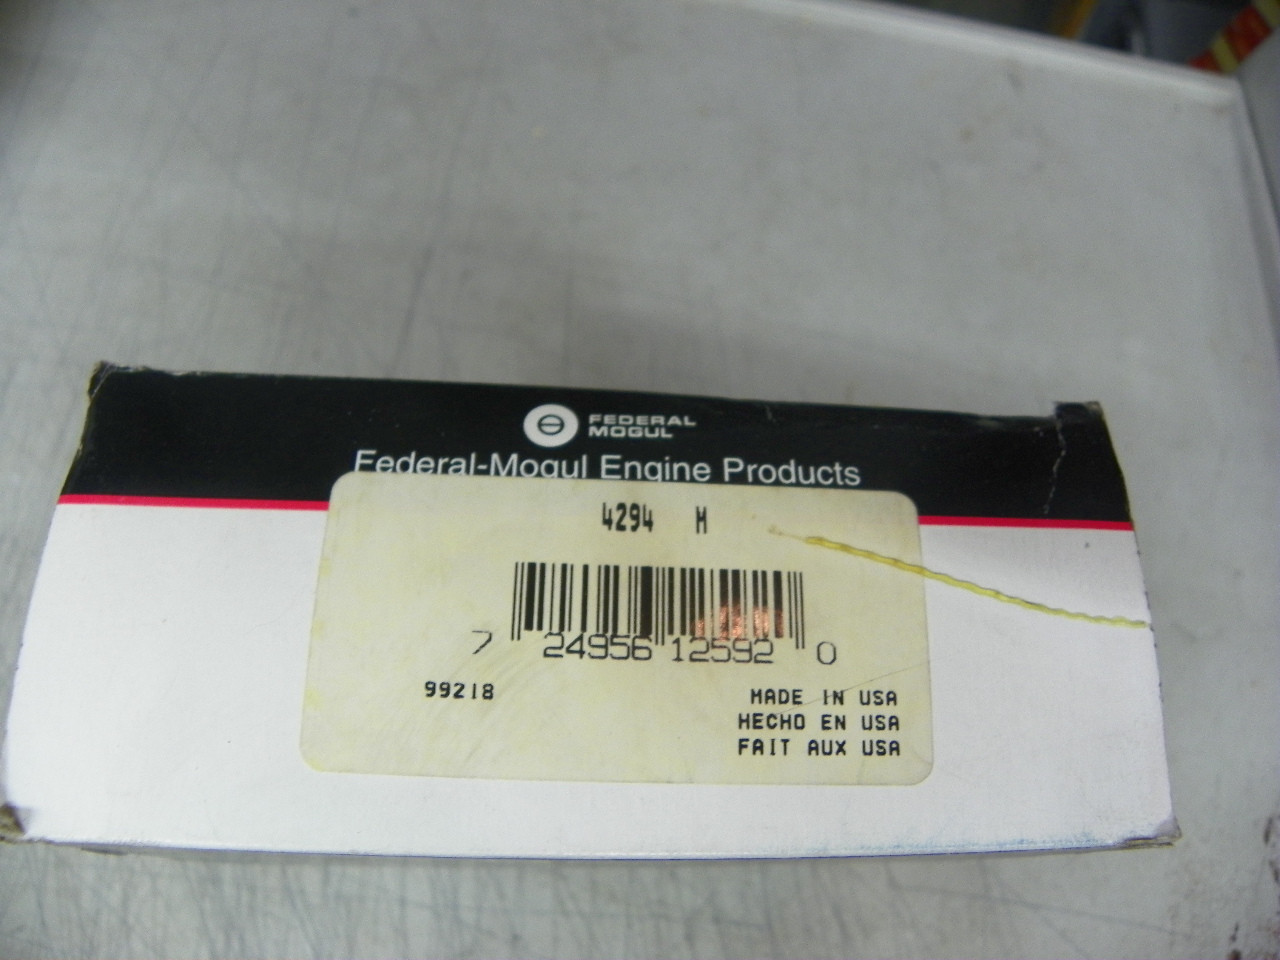 FEDERAL
MOGUL
Federal-Mogul Engine Products
4294 M
7 24956 12592 0
99218
MADE IN USA
HECHO EN USA
FAIT AUX USA